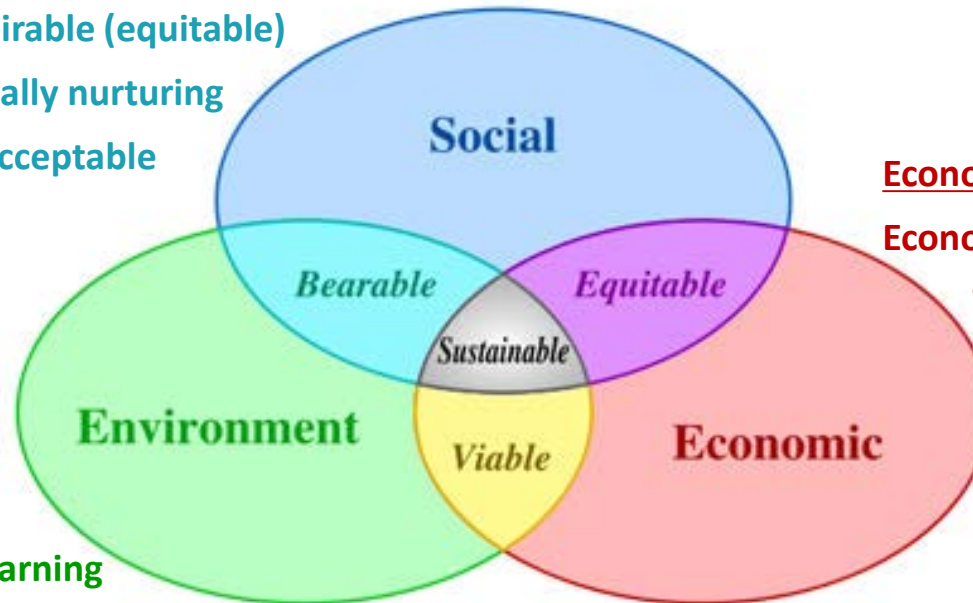 irable (equitable)
ally nurturing
cceptable
Social
Econo
Econo
Bearable
Equitable
Sustainable
Environment
Viable
Economic
arning